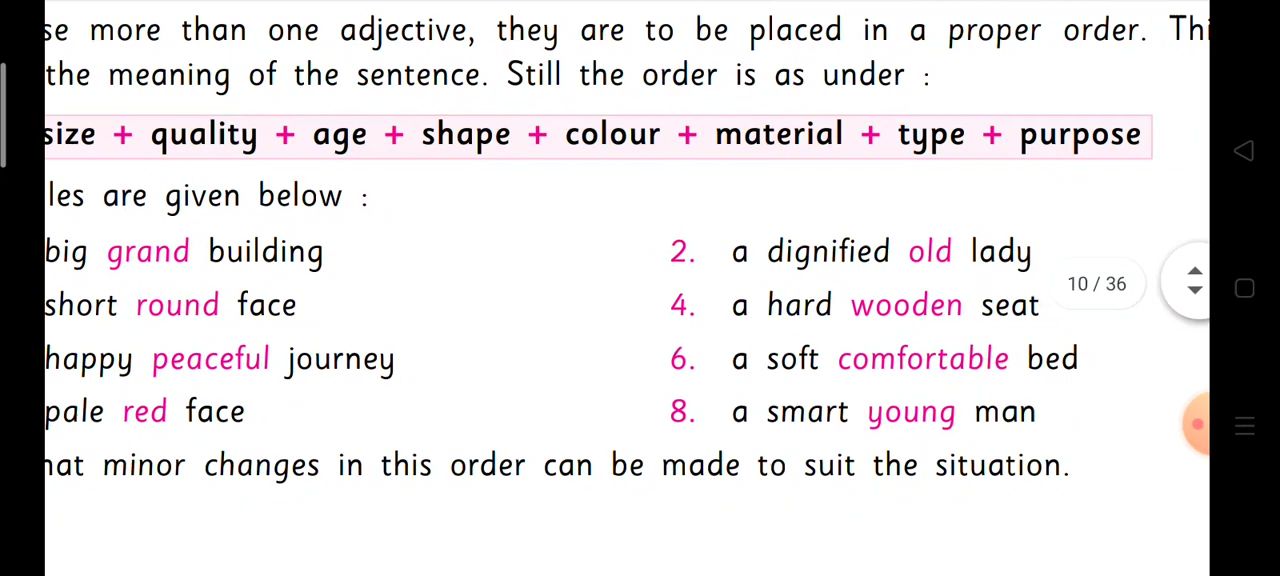 se more than one adjective, they are to be placed in a proper order. Thi
the meaning of the sentence. Still the order is as under :
size + quality + age + shape + colour + material + type + purpose
les are given below :
big grand building
2. a dignified old lady
short round face
4. a hard wooden seat
happy peaceful journey
6. a soft comfortable bed
pale red face
8. a smart young man
hat minor changes in this order can be made to suit the situation.
10 / 36